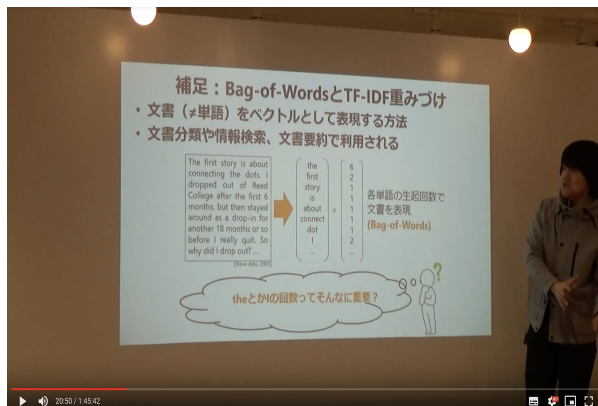 補足：Bag-of-WordsとTF-IDF重みづけ
・文書（≠単語）をベクトルとして表現する方法
・文書分類や情報検索、文書要約で利用される
The first story is about
connecting the dots. I
dropped out of Reed
College after the first 6
months, but then stayed
around as a drop-in for
another 18 months or so
before I really quit. So
why did I drop out? ...
[Steve Jobs, 2005]
the
first
story
is
about
connect
dot
I
...
=
6
2
1
1
1
1
1
2
...
各単語の生起回数で
文書を表現
(Bag-of-Words)
theとかIの回数ってそんなに重要？
?
20:50 / 1:45:42